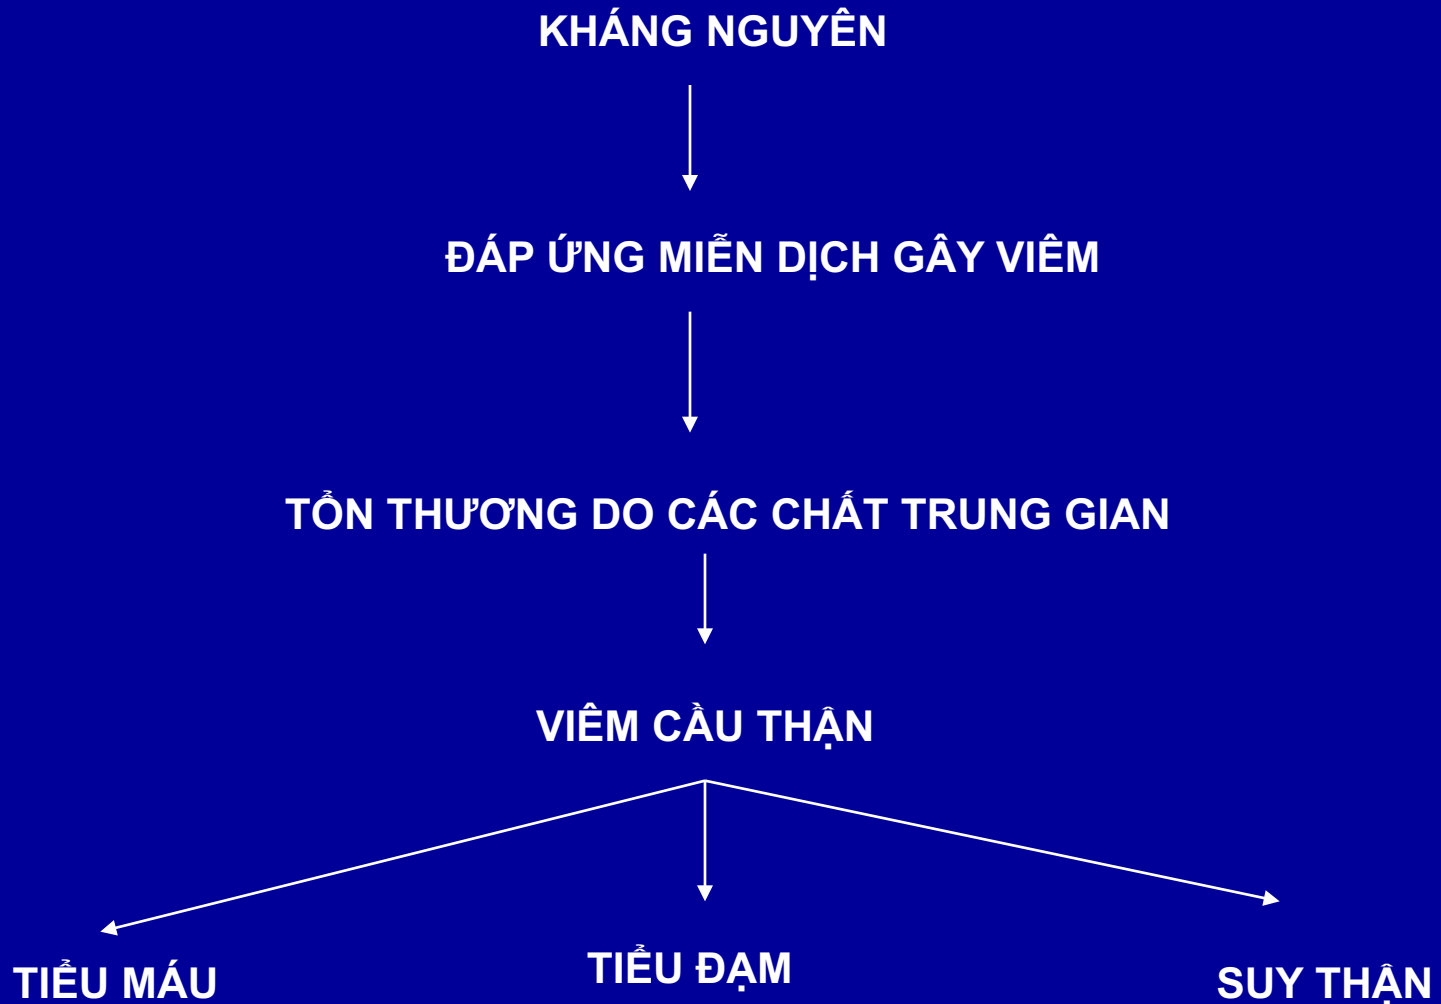 KHÁNG NGUYÊN
ĐÁP ỨNG MIỄN DỊCH GÂY VIÊM
TỔN THƯƠNG DO CÁC CHẤT TRUNG GIAN
VIÊM CẦU THẬN
TIỂU MÁU
TIỂU ĐẠM
SUY THẬN